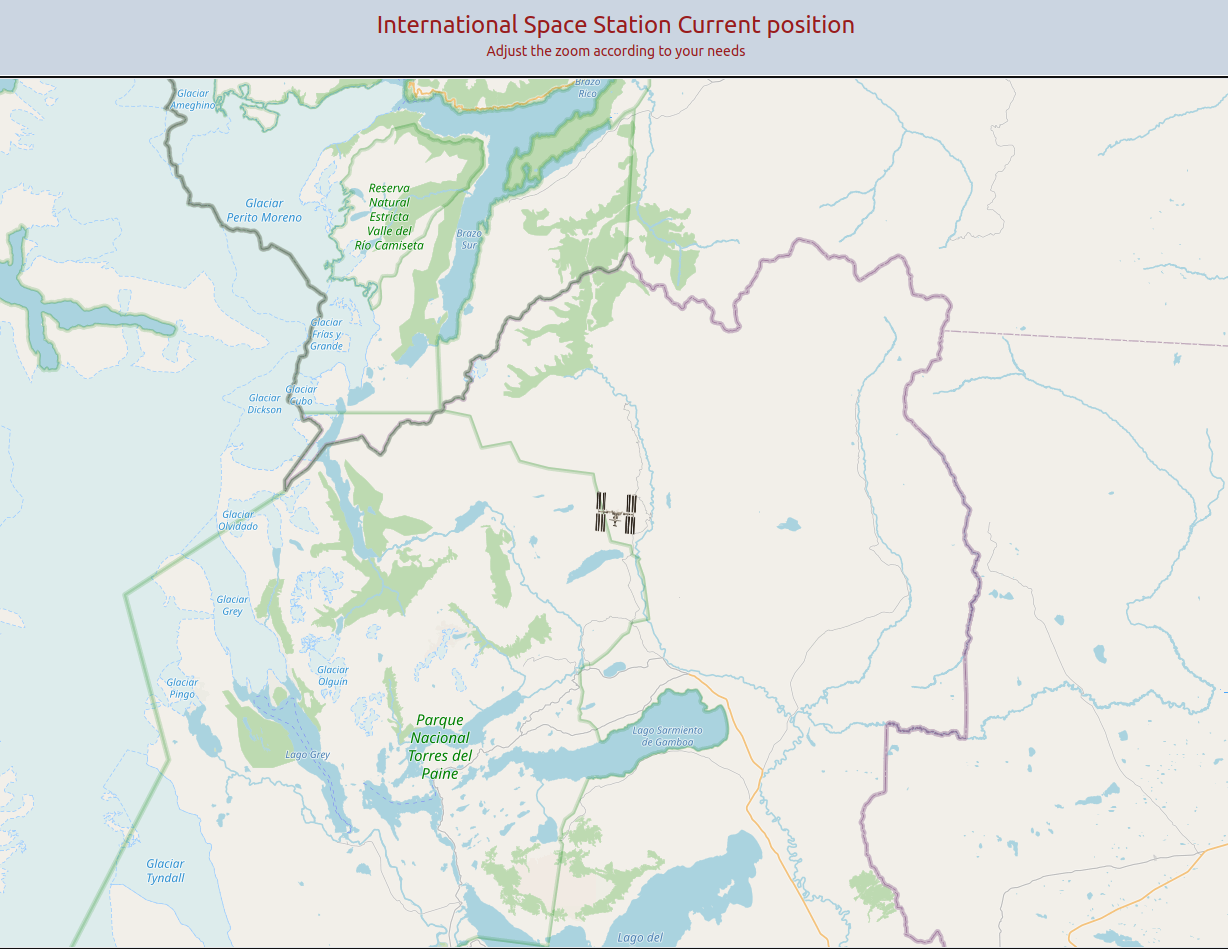 International Space Station Current position
Adjust the zoom according to your needs
Brazo
Rico
Glaciar
Ameghino
Reserva
Natural
Estricta
Valle del
Río Camiseta
Glaciar
Perito Moreno
Brazo
Sur
Glaciar
Frías y
Grande
Glaciar
Cubo
Glaciar
Dickson
Glaciar
Olvidado
Glaciar
Grey
Glaciar
Olguín
Glaciar
Pingo
Parque
Nacional
Torres del
Paine
Lago Sarmiento
de Gamboa
Lago Grey
Glaciar
Tyndall
Lago del